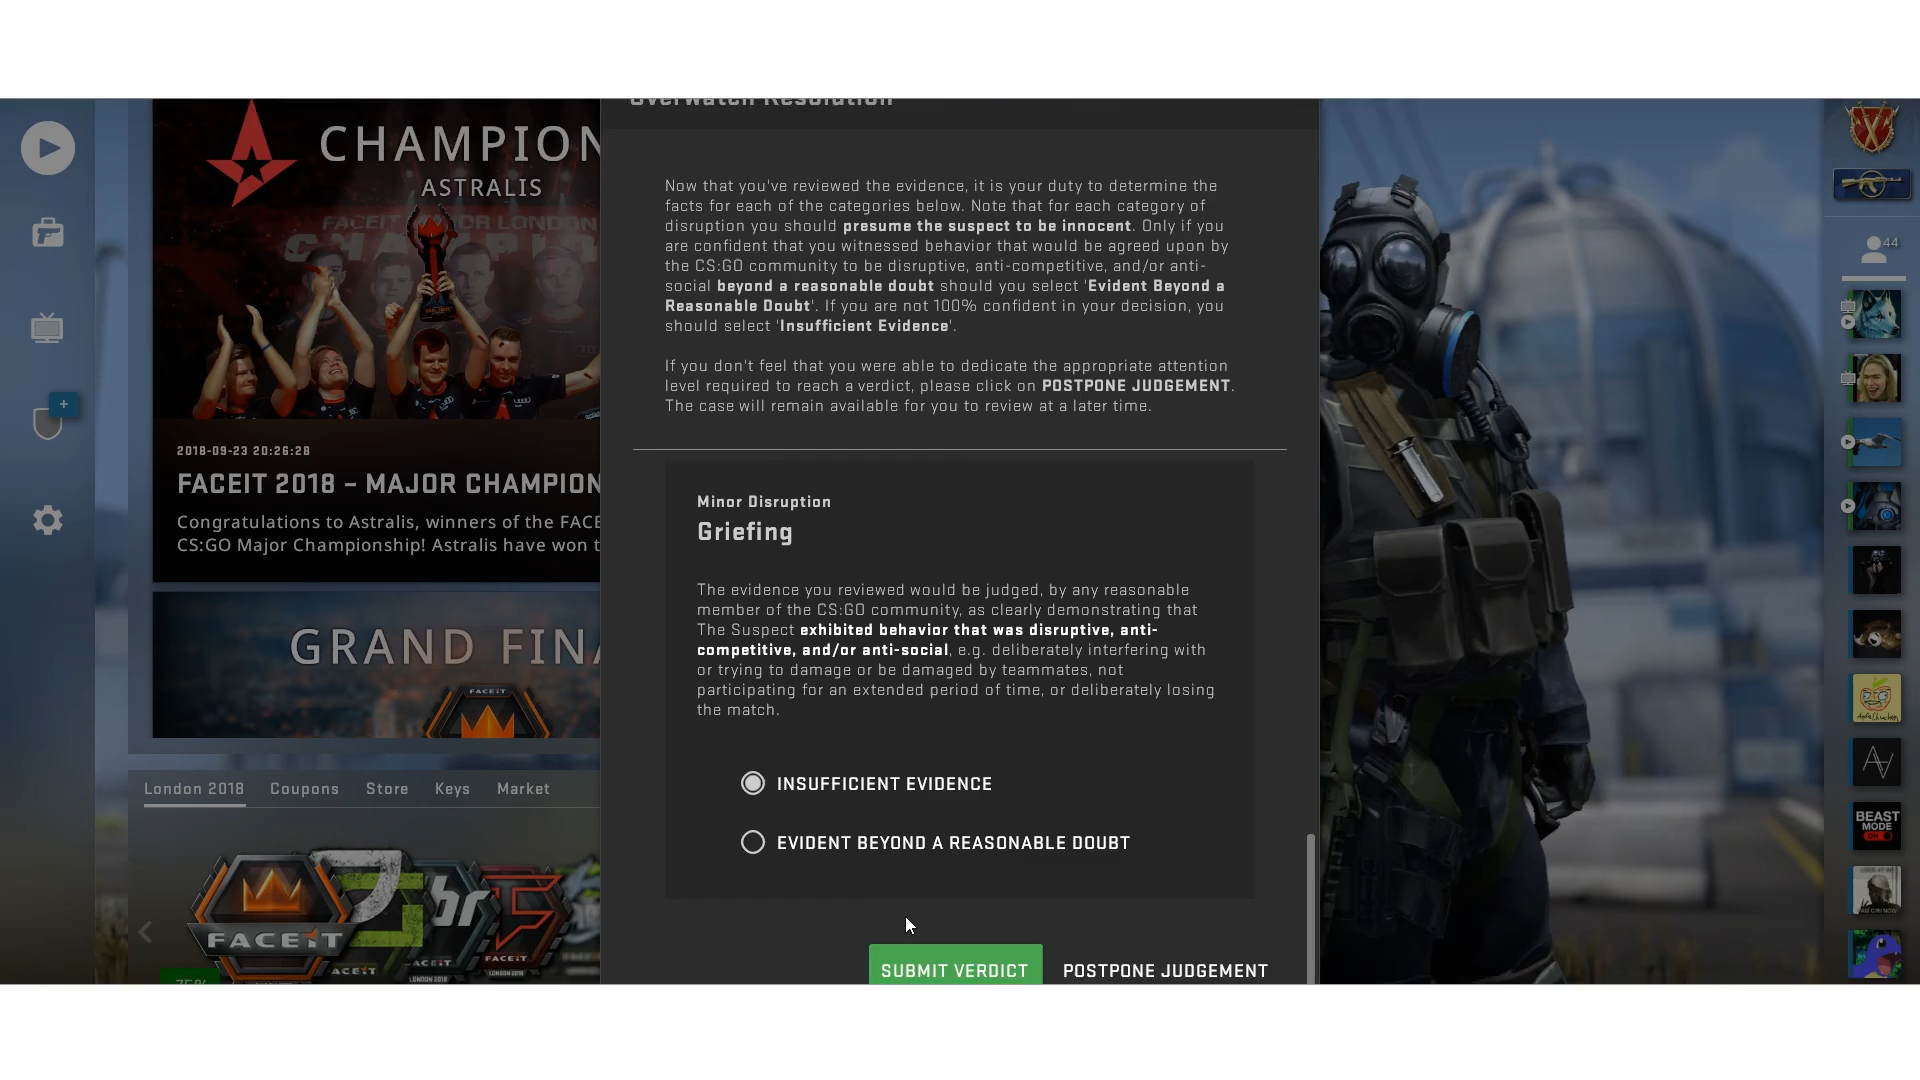 Overwatch Resolution
CHAMPION
ASTRALIS
2018-09-23 20:26:28
FACEIT 2018 – MAJOR CHAMPION
Congratulations to Astralis, winners of the FACE
CS:GO Major Championship! Astralis have won t
GRAND FINA
FACEIT
London 2018
Coupons
Store
Keys
Market
FACEIT
75%
Now that you've reviewed the evidence, it is your duty to determine the
facts for each of the categories below. Note that for each category of
disruption you should presume the suspect to be innocent. Only if you
are confident that you witnessed behavior that would be agreed upon by
the CS:GO community to be disruptive, anti-competitive, and/or anti-
social beyond a reasonable doubt should you select 'Evident Beyond a
Reasonable Doubt'. If you are not 100% confident in your decision, you
should select 'Insufficient Evidence'.
If you don't feel that you were able to dedicate the appropriate attention
level required to reach a verdict, please click on POSTPONE JUDGEMENT.
The case will remain available for you to review at a later time.
Minor Disruption
Griefing
The evidence you reviewed would be judged, by any reasonable
member of the CS:GO community, as clearly demonstrating that
The Suspect exhibited behavior that was disruptive, anti-
competitive, and/or anti-social, e.g. deliberately interfering with
or trying to damage or be damaged by teammates, not
participating for an extended period of time, or deliberately losing
the match.
INSUFFICIENT EVIDENCE
EVIDENT BEYOND A REASONABLE DOUBT
SUBMIT VERDICT
POSTPONE JUDGEMENT
44
BEAST
MODE
ON